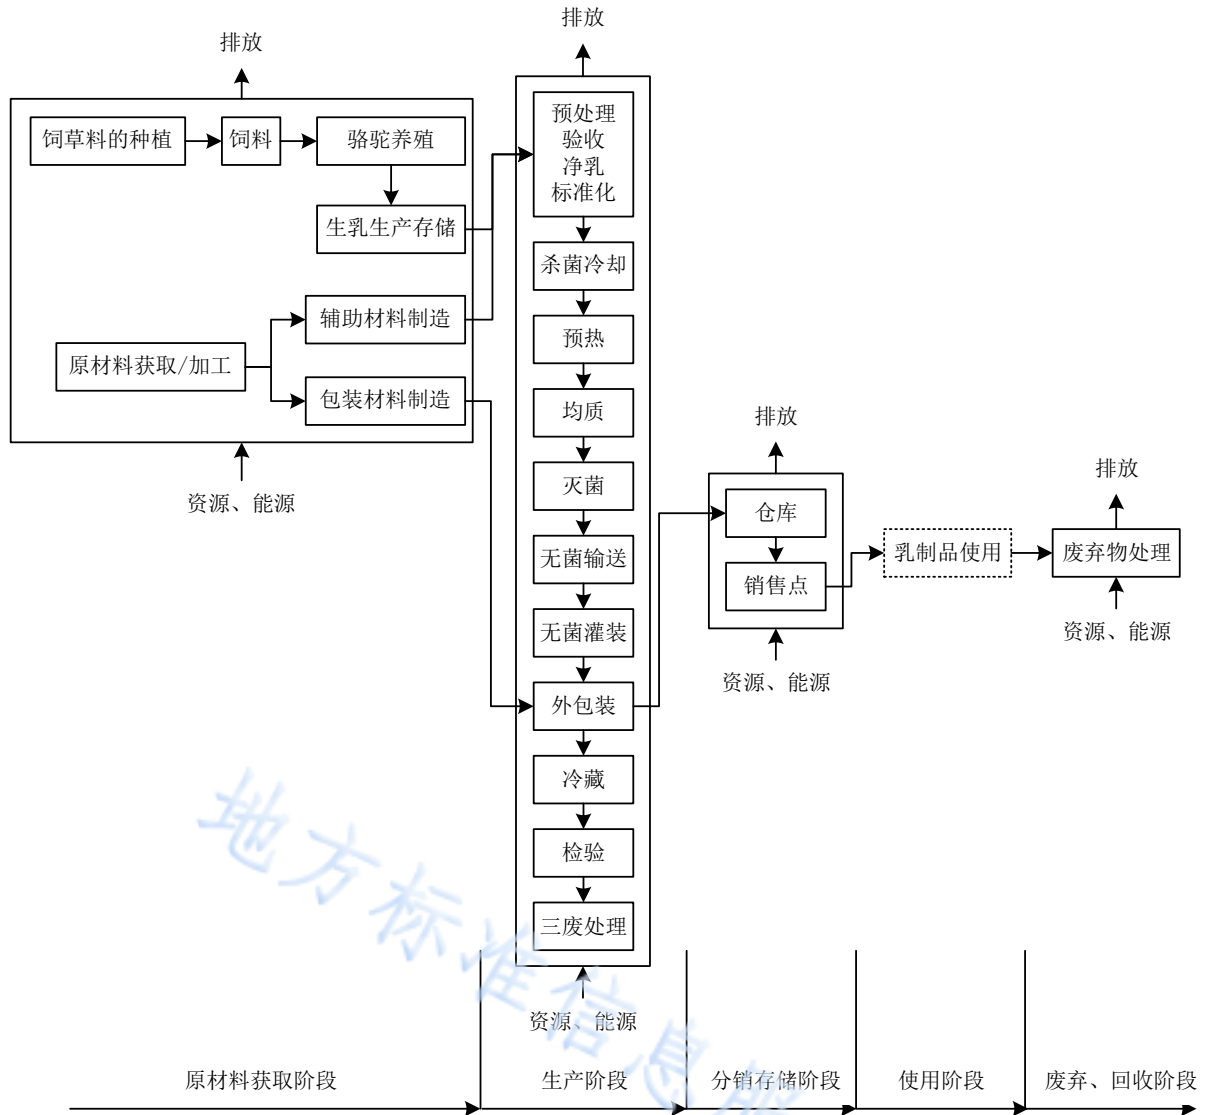 排放
饲草料的种植
饲料
骆驼养殖
生乳生产存储
辅助材料制造
原材料获取/加工
包装材料制造
资源、能源
排放
预处理
验收
净乳
标准化
杀菌冷却
预热
均质
灭菌
无菌输送
无菌灌装
外包装
冷藏
检验
三废处理
资源、能源
排放
仓库
销售点
资源、能源
乳制品使用
排放
废弃物处理
资源、能源
原材料获取阶段
生产阶段
分销存储阶段
使用阶段
废弃、回收阶段
地方标准信息服